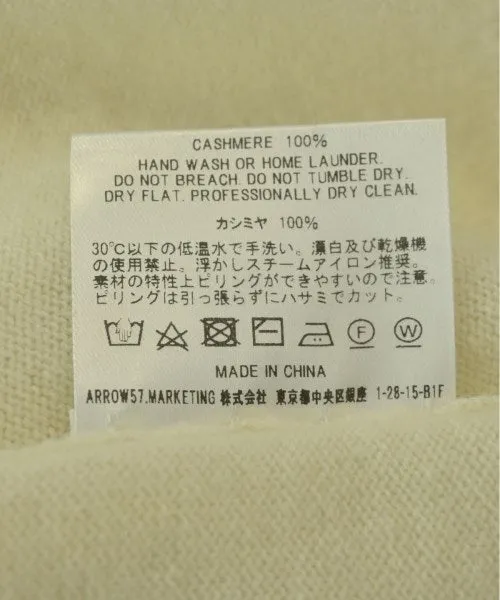 CASHMERE 100%
HAND WASH OR HOME LAUNDER.
DO NOT BREACH. DO NOT TUMBLE DRY.
DRY FLAT. PROFESSIONALLY DRY CLEAN.
カシミヤ 100%
30℃以下の低温水で手洗い。漂白及び乾燥機
の使用禁止。浮かしスチームアイロン推奨。
素材の特性上ピリングができやすいので注意。
ピリングは引っ張らずにハサミでカット。
F W
MADE IN CHINA
ARROW57.MARKETING 株式会社 東京都中央区銀座 1-28-15-B1F